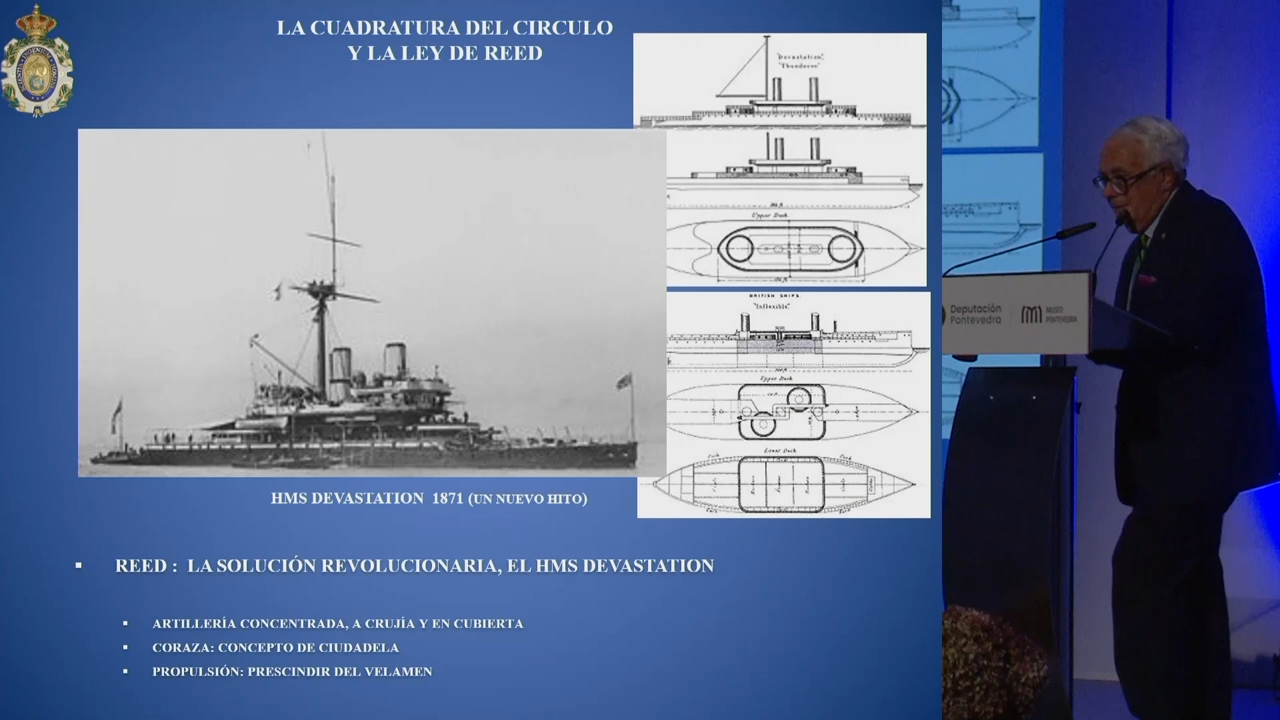 LA CUADRATURA DEL CIRCULO
Y LA LEY DE REED
"Devastation",
"Thunderer"
Upper Deck
BRITISH SHIPS.
"Inflexible"
Upper Deck
Lower Deck
HMS DEVASTATION 1871 (UN NUEVO HITO)
▪ REED : LA SOLUCIÓN REVOLUCIONARIA, EL HMS DEVASTATION
▪ ARTILLERÍA CONCENTRADA, A CRUJÍA Y EN CUBIERTA
▪ CORAZA: CONCEPTO DE CIUDADELA
▪ PROPULSIÓN: PRESCINDIR DEL VELAMEN
Deputación
Pontevedra
MUSEO
PONTEVEDRA